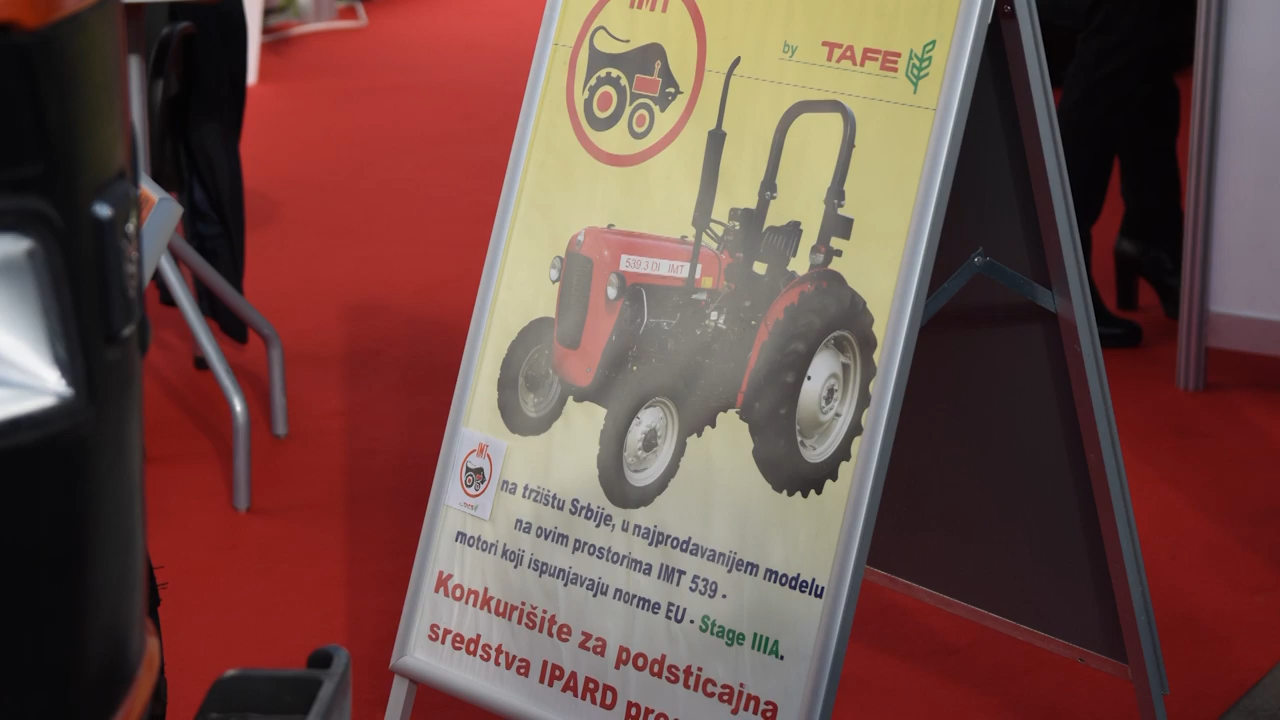 IMT
by TAFE
539.3 DI IMT
IMT
na tržištu Srbije, u najprodavanijem modelu
na ovim prostorima IMT 539 -
motori koji ispunjavaju norme EU - Stage IIIA.
Konkurišite za podsticajna
sredstva IPARD